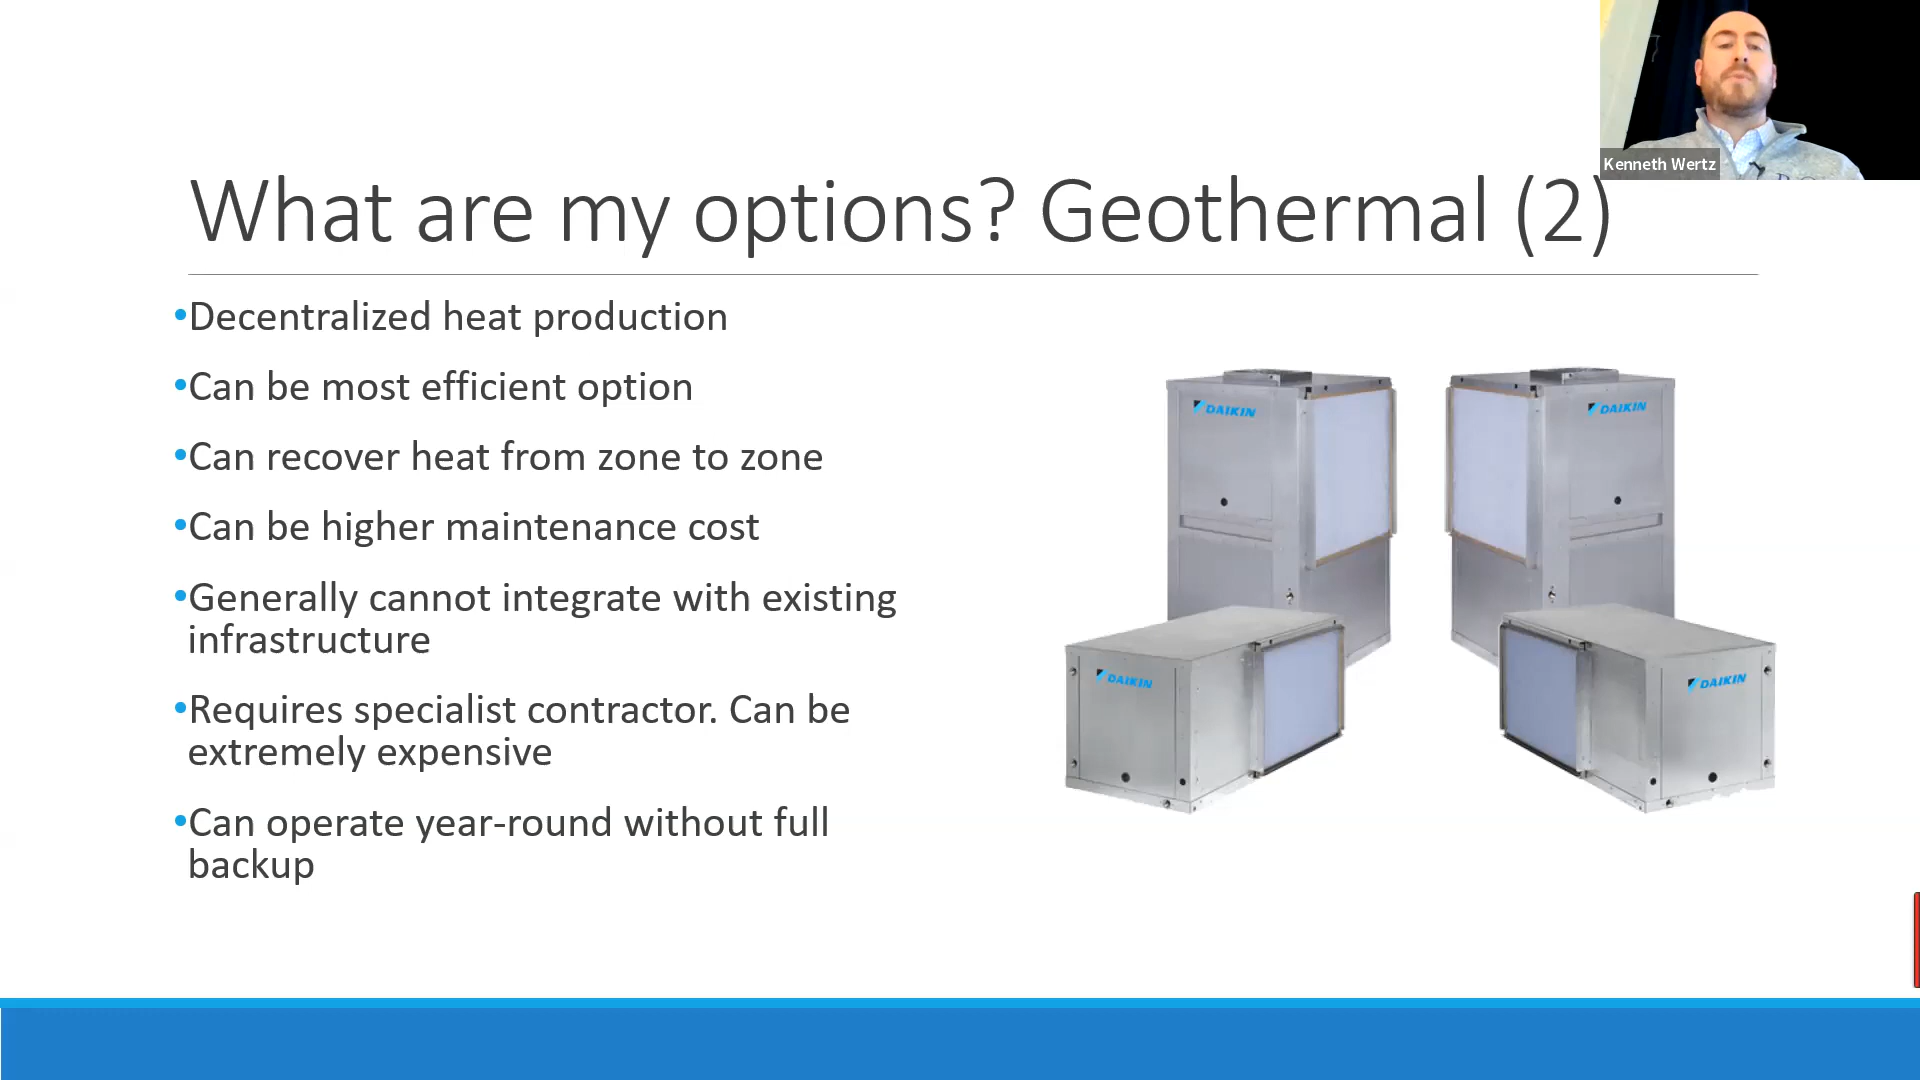 Kenneth Wertz
What are my options? Geothermal (2)
•Decentralized heat production
•Can be most efficient option
•Can recover heat from zone to zone
•Can be higher maintenance cost
•Generally cannot integrate with existing
infrastructure
•Requires specialist contractor. Can be
extremely expensive
•Can operate year-round without full
backup
DAIKIN
DAIKIN
DAIKIN
DAIKIN